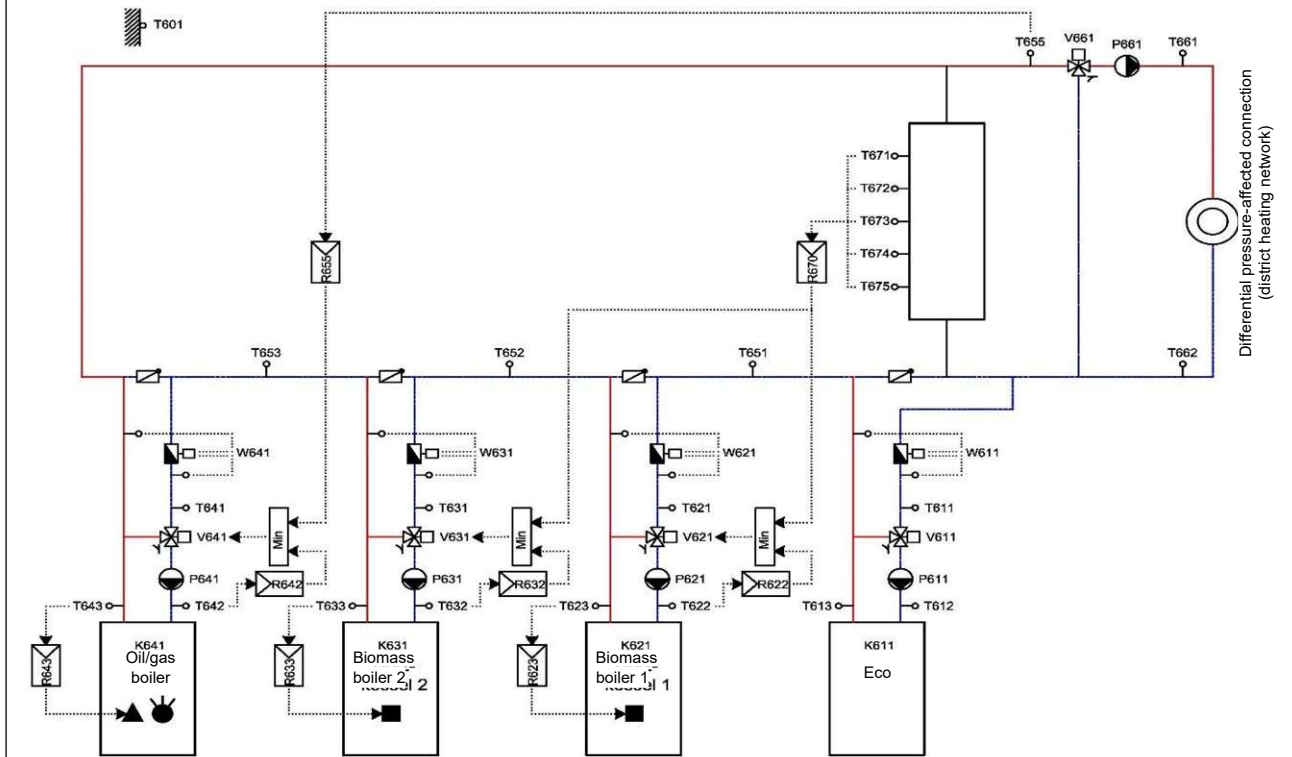 T601
T655
V661
P661
T661
Differential pressure-affected connection
(district heating network)
T671
T672
T673
T674
T675
R655
R670
T653
T652
T651
T662
W641
W631
W621
W611
T641
T631
T621
T611
V641
Min
V631
Min
V621
Min
V611
P641
R642
P631
R632
P621
R622
P611
T643
T642
T633
T632
T623
T622
T613
T612
R643
K641
Oil/gas
boiler
R633
K631
Biomass
boiler 2
R623
K621
Biomass
boiler 1
K611
Eco